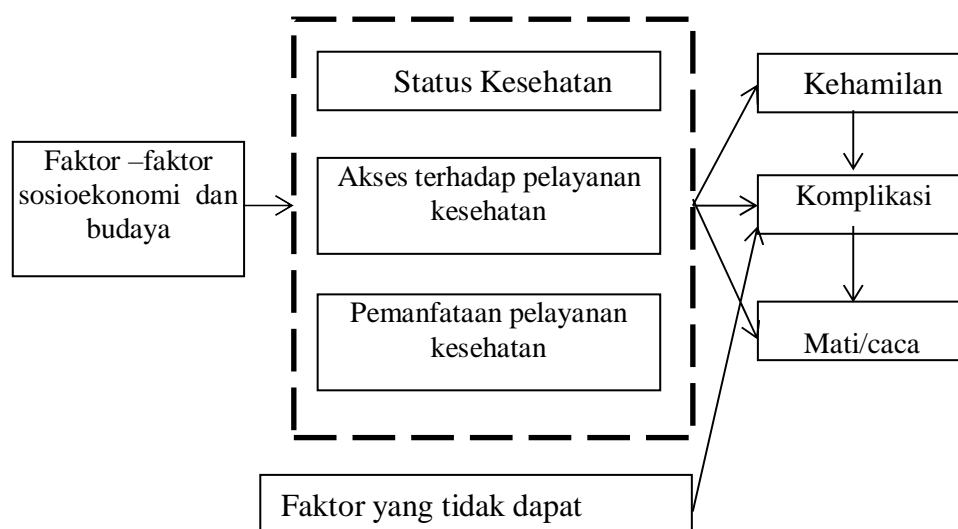 Faktor –faktor
sosioekonomi dan
budaya
Status Kesehatan
Akses terhadap pelayanan
kesehatan
Pemanfataan pelayanan
kesehatan
Faktor yang tidak dapat
Kehamilan
Komplikasi
Mati/caca